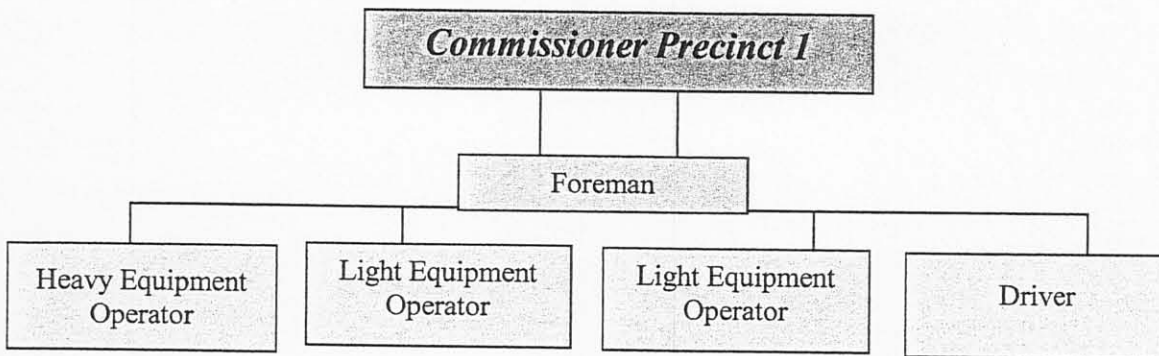 Commissioner Precinct 1
Foreman
Heavy Equipment
Operator
Light Equipment
Operator
Light Equipment
Operator
Driver